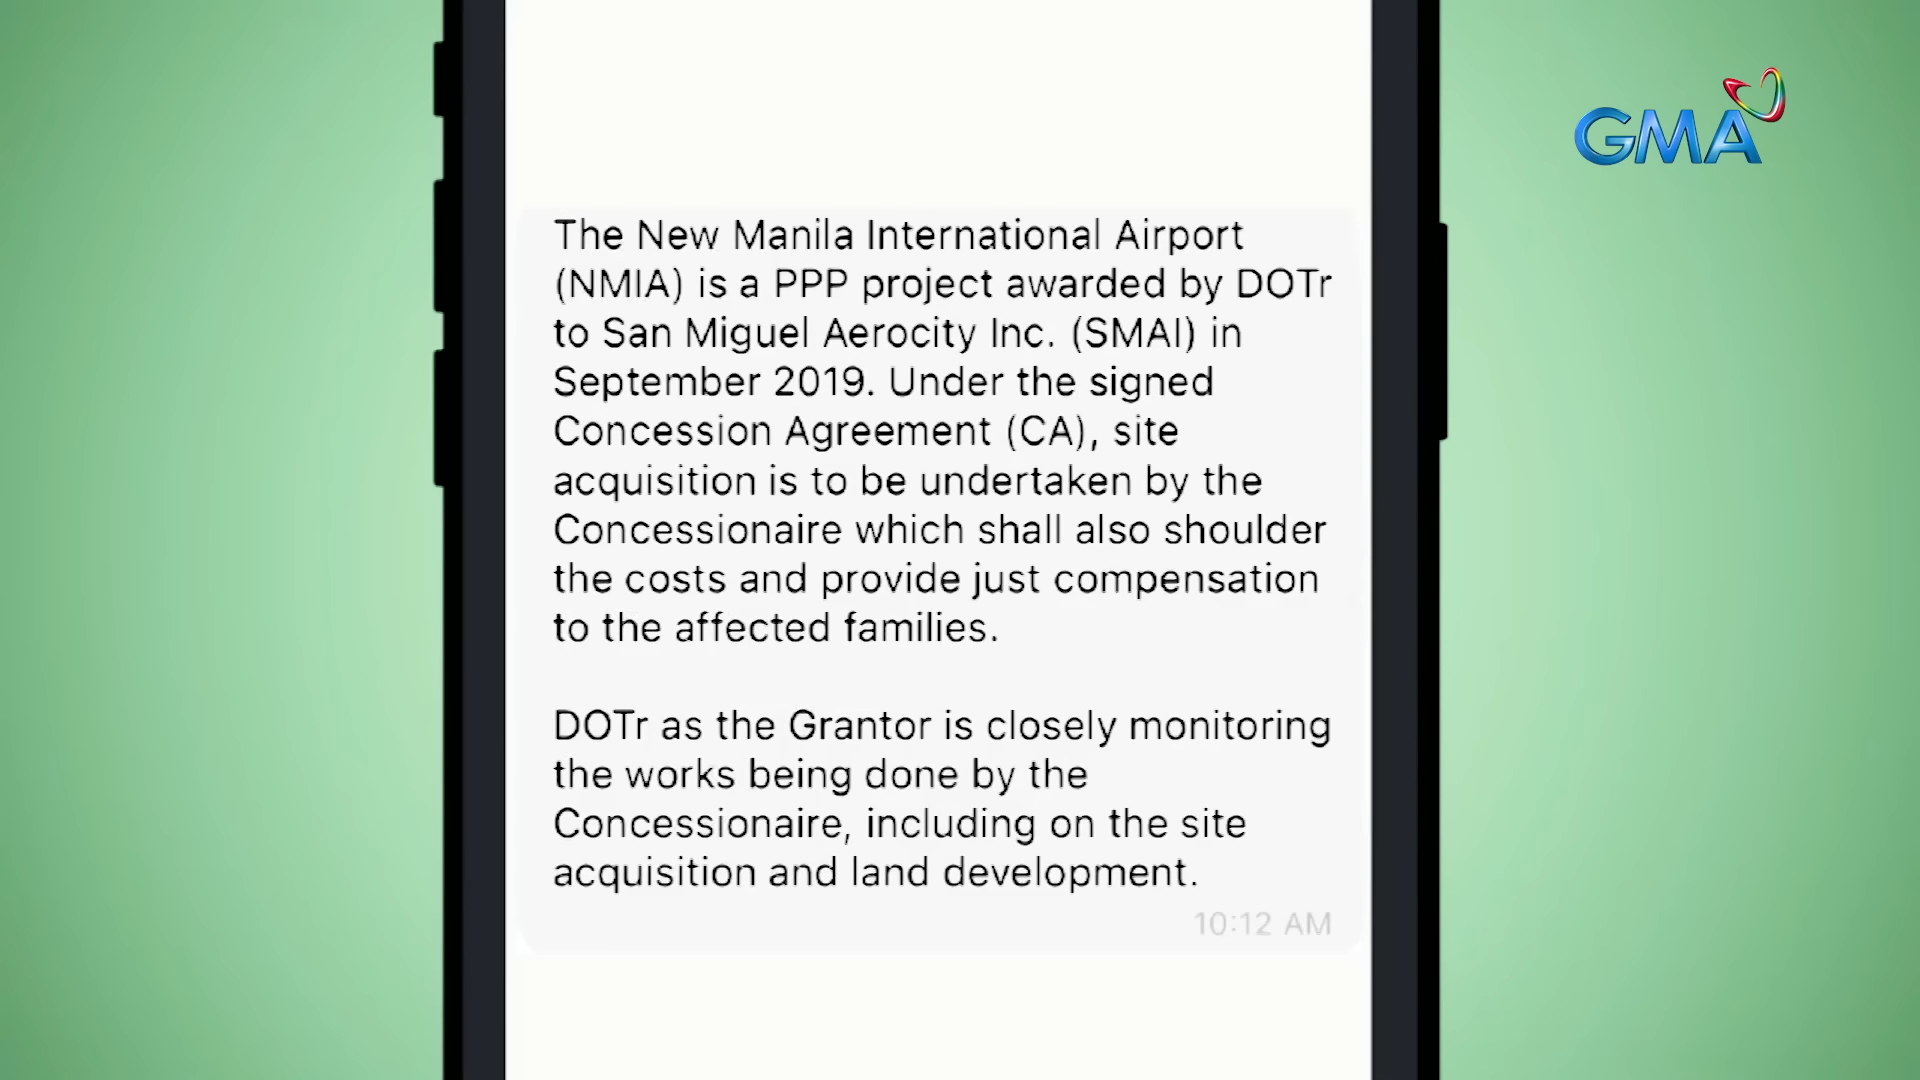 GMA
The New Manila International Airport
(NMIA) is a PPP project awarded by DOTr
to San Miguel Aerocity Inc. (SMAI) in
September 2019. Under the signed
Concession Agreement (CA), site
acquisition is to be undertaken by the
Concessionaire which shall also shoulder
the costs and provide just compensation
to the affected families.
DOTr as the Grantor is closely monitoring
the works being done by the
Concessionaire, including on the site
acquisition and land development.
10:12 AM